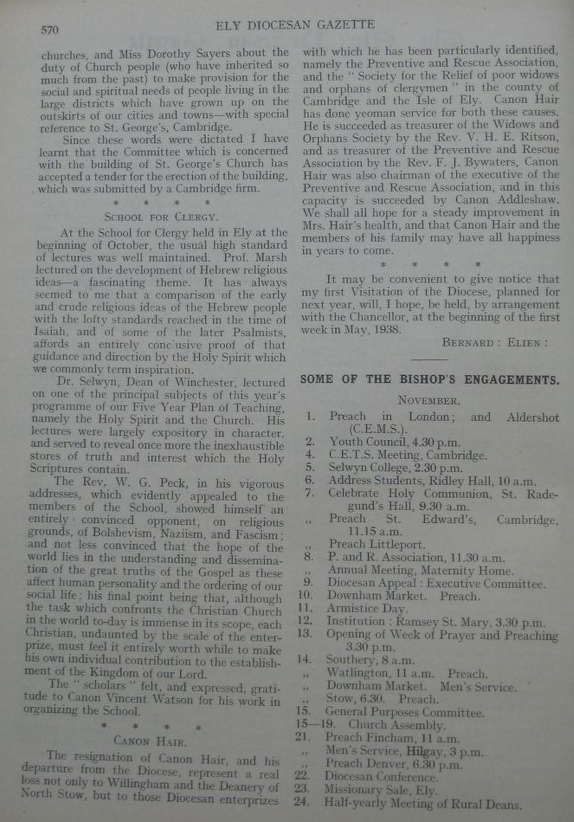 570
ELY DIOCESAN GAZETTE
churches, and Miss Dorothy Sayers about the
duty of Church people (who have inherited so
much from the past) to make provision for the
social and spiritual needs of people living in the
large districts which have grown up on the
outskirts of our cities and towns—with special
reference to St. George's, Cambridge.
Since these words were dictated I have
learnt that the Committee which is concerned
with the building of St. George's Church has
accepted a tender for the erection of the building,
which was submitted by a Cambridge firm.
* * * *
SCHOOL FOR CLERGY.
At the School for Clergy held in Ely at the
beginning of October, the usual high standard
of lectures was well maintained. Prof. Marsh
lectured on the development of Hebrew religious
ideas—a fascinating theme. It has always
seemed to me that a comparison of the early
and crude religious ideas of the Hebrew people
with the lofty standards reached in the time of
Isaiah, and of some of the later Psalmists,
affords an entirely conclusive proof of that
guidance and direction by the Holy Spirit which
we commonly term inspiration.
Dr. Selwyn, Dean of Winchester, lectured
on one of the principal subjects of this year's
programme of our Five Year Plan of Teaching,
namely the Holy Spirit and the Church. His
lectures were largely expository in character,
and served to reveal once more the inexhaustible
stores of truth and interest which the Holy
Scriptures contain.
The Rev. W. G. Peck, in his vigorous
addresses, which evidently appealed to the
members of the School, showed himself an
entirely convinced opponent, on religious
grounds, of Bolshevism, Naziism, and Fascism;
and not less convinced that the hope of the
world lies in the understanding and dissemina-
tion of the great truths of the Gospel as these
affect human personality and the ordering of our
social life; his final point being that, although
the task which confronts the Christian Church
in the world to-day is immense in its scope, each
Christian, undaunted by the scale of the enter-
prize, must feel it entirely worth while to make
his own individual contribution to the establish-
ment of the Kingdom of our Lord.
The "scholars" felt, and expressed, grati-
tude to Canon Vincent Watson for his work in
organizing the School.
* * * *
CANON HAIR.
The resignation of Canon Hair, and his
departure from the Diocese, represent a real
loss not only to Willingham and the Deanery of
North Stow, but to those Diocesan enterprizes
with which he has been particularly identified,
namely the Preventive and Rescue Association,
and the "Society for the Relief of poor widows
and orphans of clergymen" in the county of
Cambridge and the Isle of Ely. Canon Hair
has done yeoman service for both these causes.
He is succeeded as treasurer of the Widows and
Orphans Society by the Rev. V. H. E. Ritson,
and as treasurer of the Preventive and Rescue
Association by the Rev. F. J. Bywaters, Canon
Hair was also chairman of the executive of the
Preventive and Rescue Association, and in this
capacity is succeeded by Canon Addleshaw.
We shall all hope for a steady improvement in
Mrs. Hair's health, and that Canon Hair and the
members of his family may have all happiness
in years to come.
* * * *
It may be convenient to give notice that
my first Visitation of the Diocese, planned for
next year, will, I hope, be held, by arrangement
with the Chancellor, at the beginning of the first
week in May, 1938.
BERNARD: ELIEN:
SOME OF THE BISHOP'S ENGAGEMENTS.
NOVEMBER.
1. Preach in London; and Aldershot
(C.E.M.S.).
2. Youth Council, 4.30 p.m.
4. C.E.T.S. Meeting, Cambridge.
5. Selwyn College, 2.30 p.m.
6. Address Students, Ridley Hall, 10 a.m.
7. Celebrate Holy Communion, St. Rade-
gund's Hall, 9.30 a.m.
„ Preach St. Edward's, Cambridge,
11.15 a.m.
„ Preach Littleport.
8. P. and R. Association, 11.30 a.m.
„ Annual Meeting, Maternity Home.
9. Diocesan Appeal: Executive Committee.
10. Downham Market. Preach.
11. Armistice Day.
12. Institution: Ramsey St. Mary, 3.30 p.m.
13. Opening of Week of Prayer and Preaching
3.30 p.m.
14. Southery, 8 a.m.
„ Watlington, 11 a.m. Preach.
„ Downham Market. Men's Service.
„ Stow, 6.30. Preach.
15. General Purposes Committee.
15—19. Church Assembly.
21. Preach Fincham, 11 a.m.
„ Men's Service, Hilgay, 3 p.m.
„ Preach Denver, 6.30 p.m.
22. Diocesan Conference.
23. Missionary Sale, Ely.
24. Half-yearly Meeting of Rural Deans.